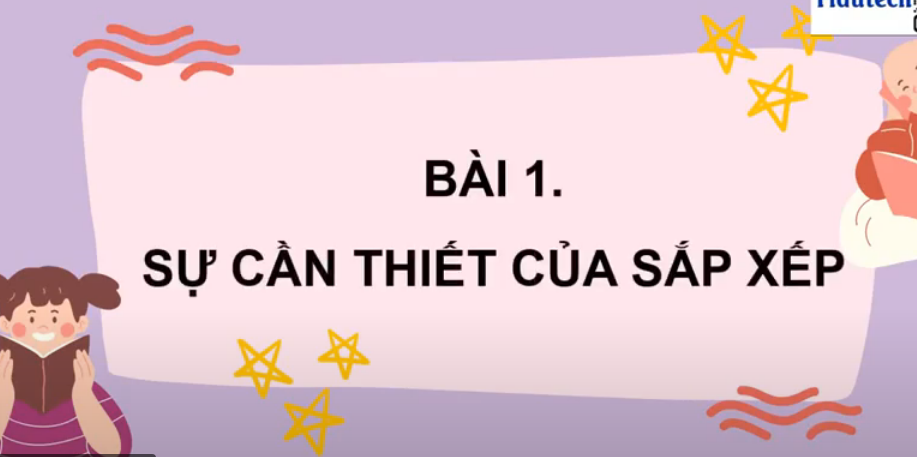 BÀI 1.
SỰ CẦN THIẾT CỦA SẮP XẾP